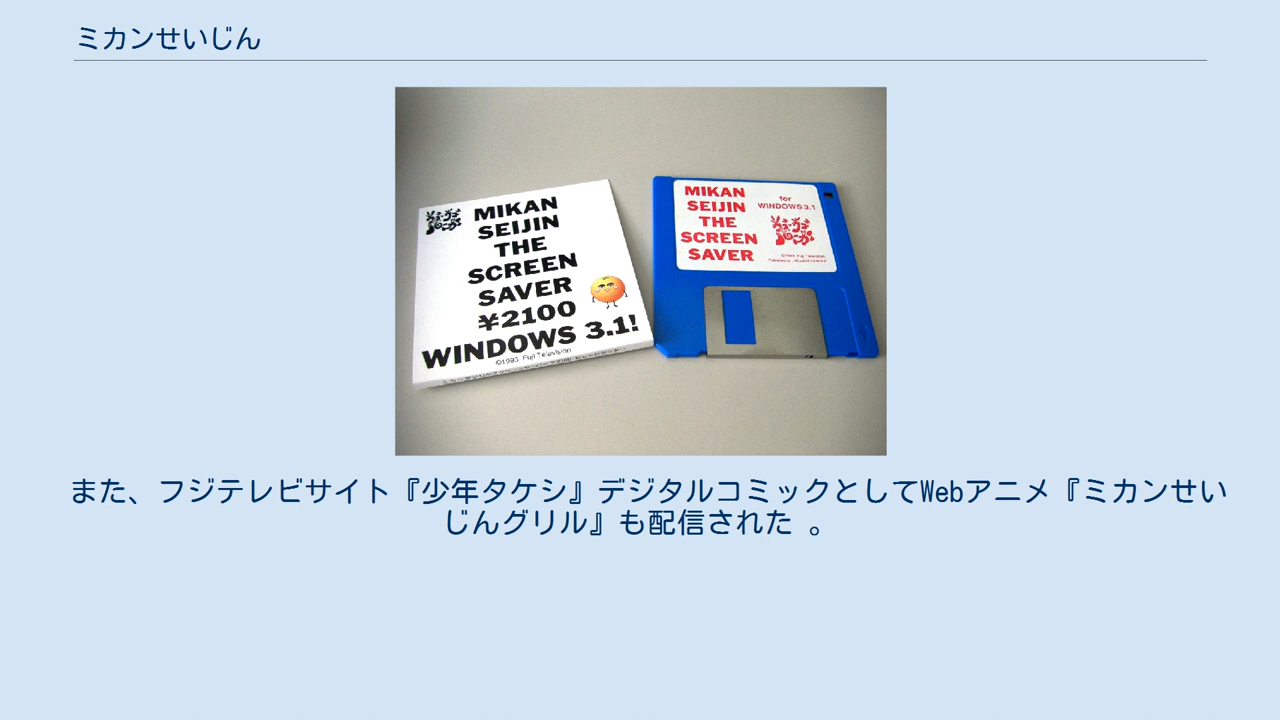 ミカンせいじん
MIKAN
SEIJIN
THE
SCREEN
SAVER
¥2100
WINDOWS 3.1!
MIKAN
SEIJIN
THE
SCREEN
SAVER
for
WINDOWS 3.1
また、フジテレビサイト『少年タケシ』デジタルコミックとしてWebアニメ『ミカンせい
じんグリル』も配信された 。